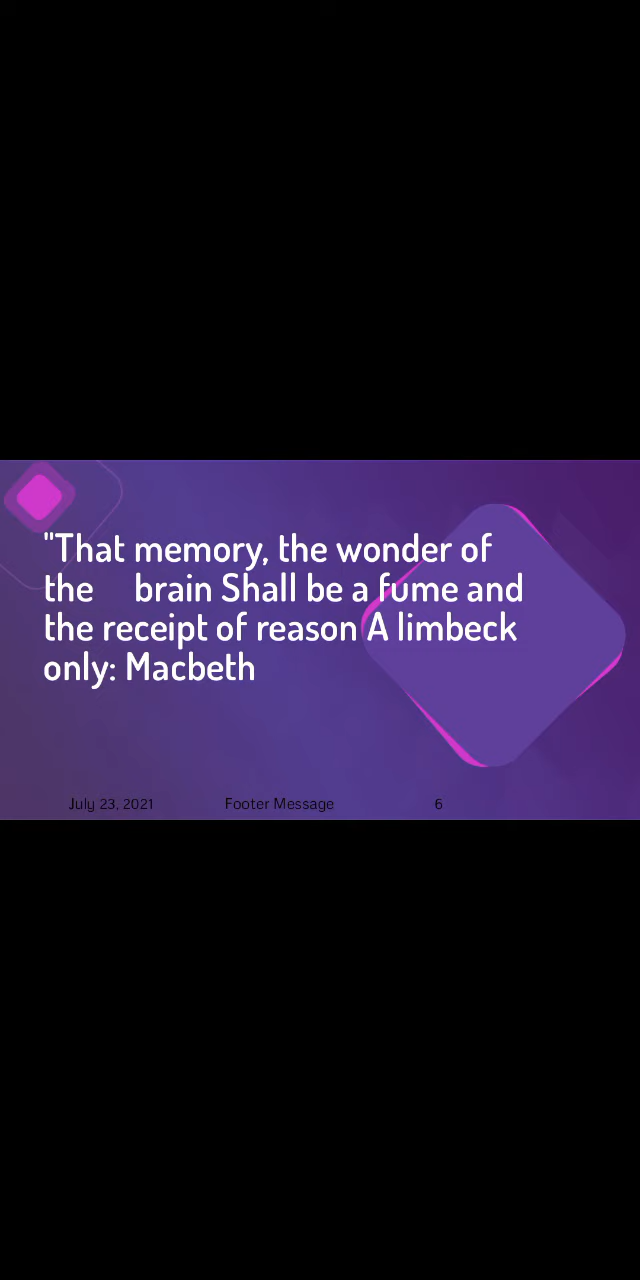 "That memory, the wonder of
the brain Shall be a fume and
the receipt of reason A limbeck
only: Macbeth
July 23, 2021 Footer Message 6